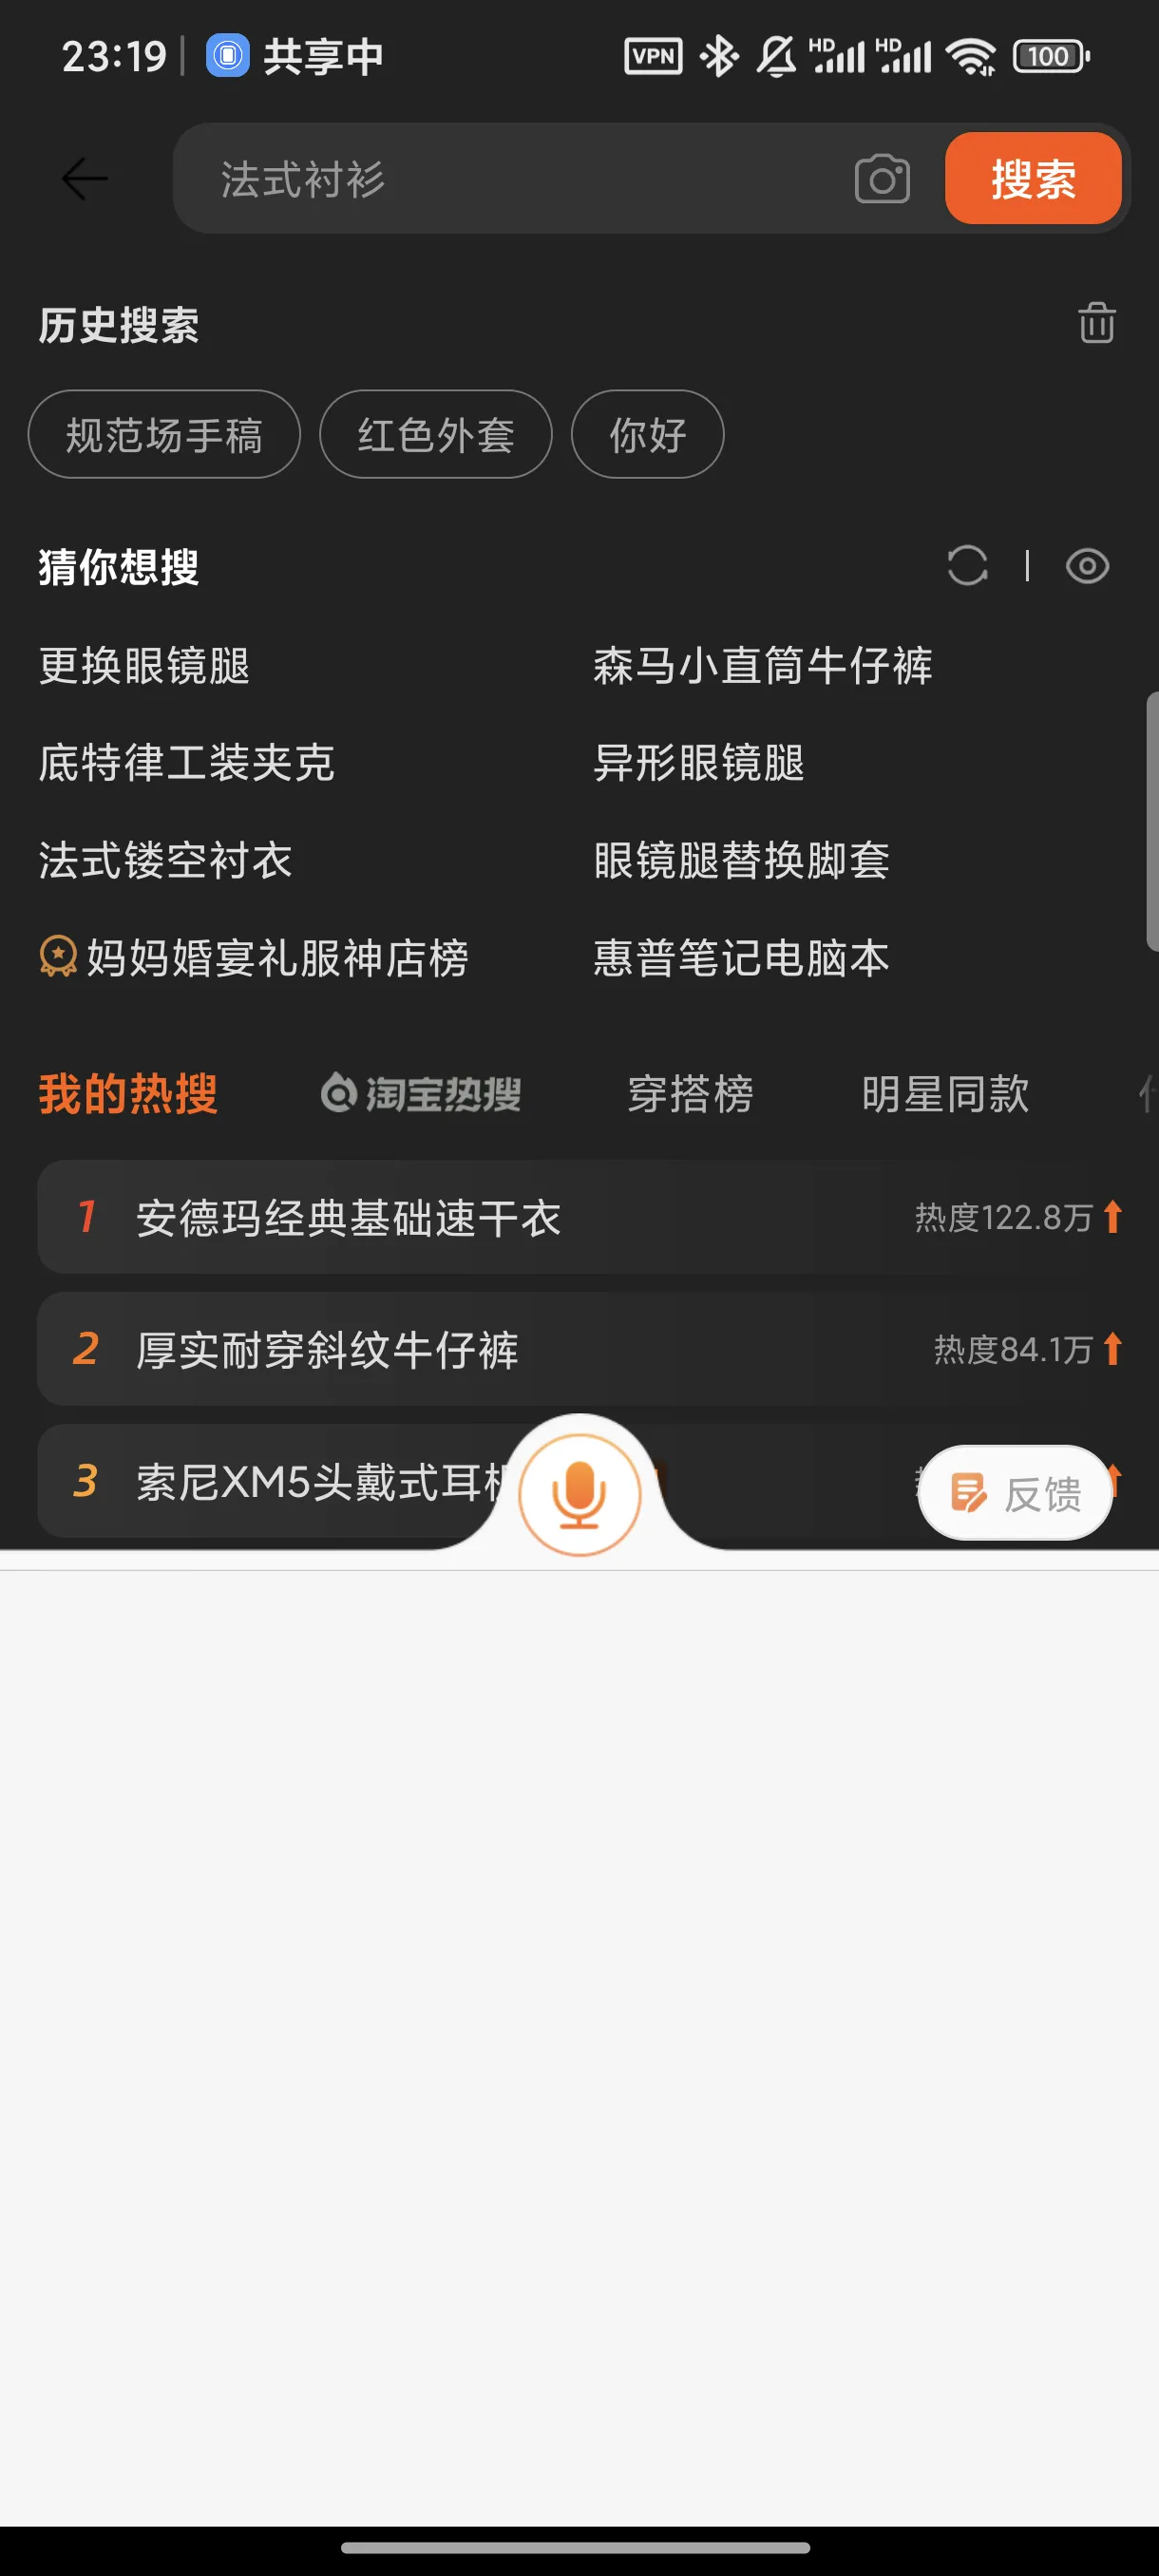 23:19 共享中 VPN HD HD 100
法式衬衫 搜索
历史搜索
规范场手稿 红色外套 你好
猜你想搜
更换眼镜腿 森马小直筒牛仔裤
底特律工装夹克 异形眼镜腿
法式镂空衬衣 眼镜腿替换脚套
妈妈婚宴礼服神店榜 惠普笔记电脑本
我的热搜 淘宝热搜 穿搭榜 明星同款
1 安德玛经典基础速干衣 热度122.8万
2 厚实耐穿斜纹牛仔裤 热度84.1万
3 索尼XM5头戴式耳 反馈